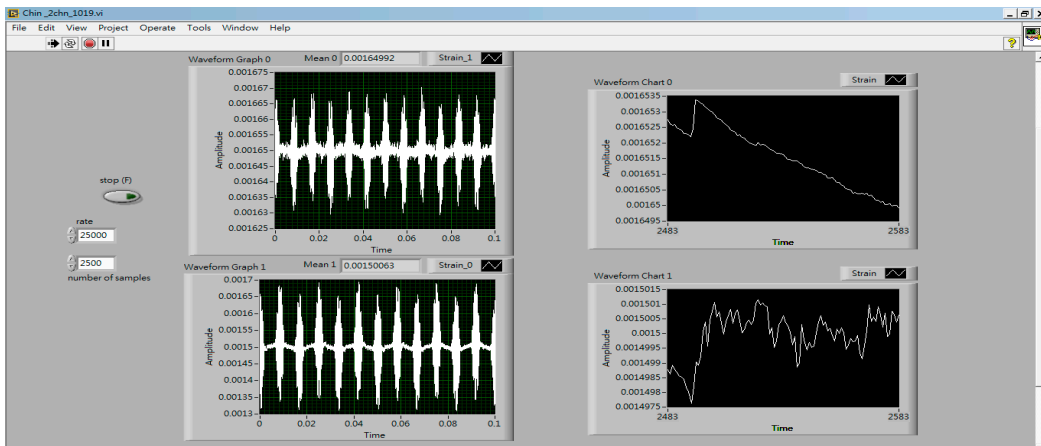 Chin _2chn_1019.vi
File Edit View Project Operate Tools Window Help
stop (F)
rate
25000
2500
number of samples
Waveform Graph 0 Mean 0 0.00164992 Strain_1
0.001675
0.00167
0.001665
0.00166
0.001655
0.00165
0.001645
0.00164
0.001635
0.00163
0.001625
Amplitude
0 0.02 0.04 0.06 0.08 0.1
Time
Waveform Chart 0 Strain
0.0016535
0.001653
0.0016525
0.001652
0.0016515
0.001651
0.0016505
0.00165
0.0016495
Amplitude
2483 2583
Time
Waveform Graph 1 Mean 1 0.00150063 Strain_0
0.0017
0.00165
0.0016
0.00155
0.0015
0.00145
0.0014
0.00135
0.0013
Amplitude
0 0.02 0.04 0.06 0.08 0.1
Time
Waveform Chart 1 Strain
0.0015015
0.001501
0.0015005
0.0015
0.0014995
0.001499
0.0014985
0.001498
0.0014975
Amplitude
2483 2583
Time